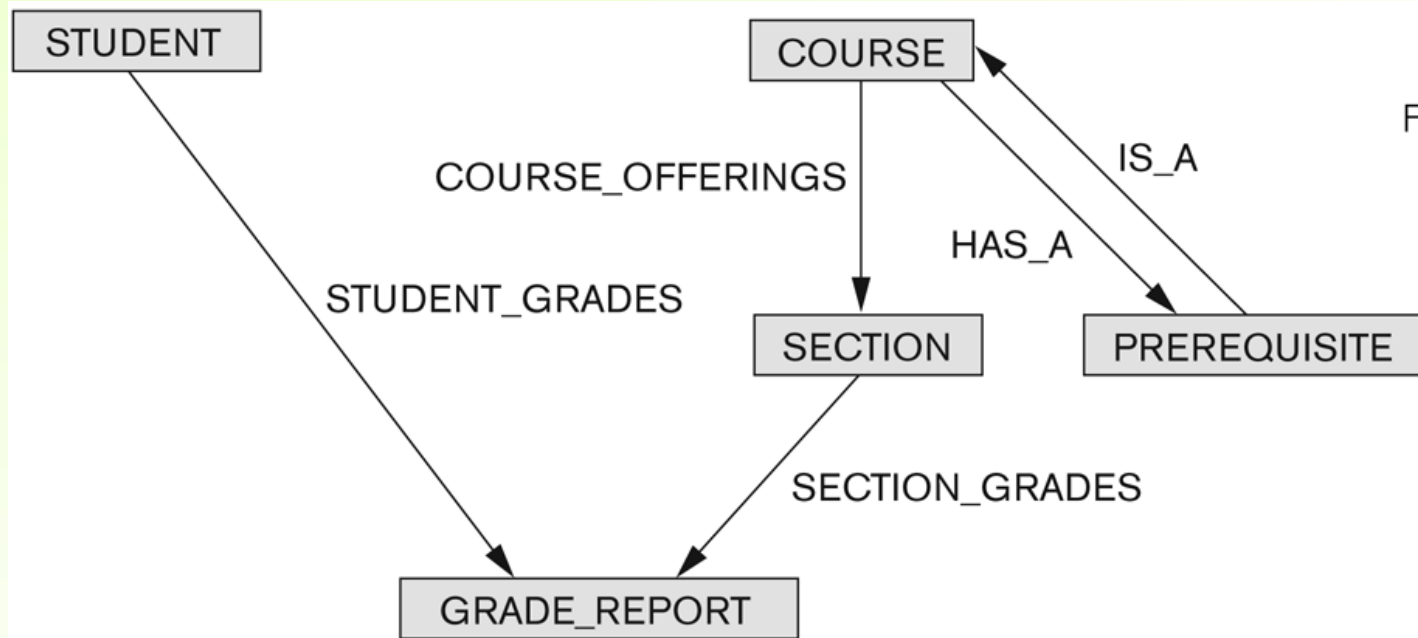 STUDENT
COURSE
F
IS_A
COURSE_OFFERINGS
HAS_A
STUDENT_GRADES
SECTION
PREREQUISITE
SECTION_GRADES
GRADE_REPORT